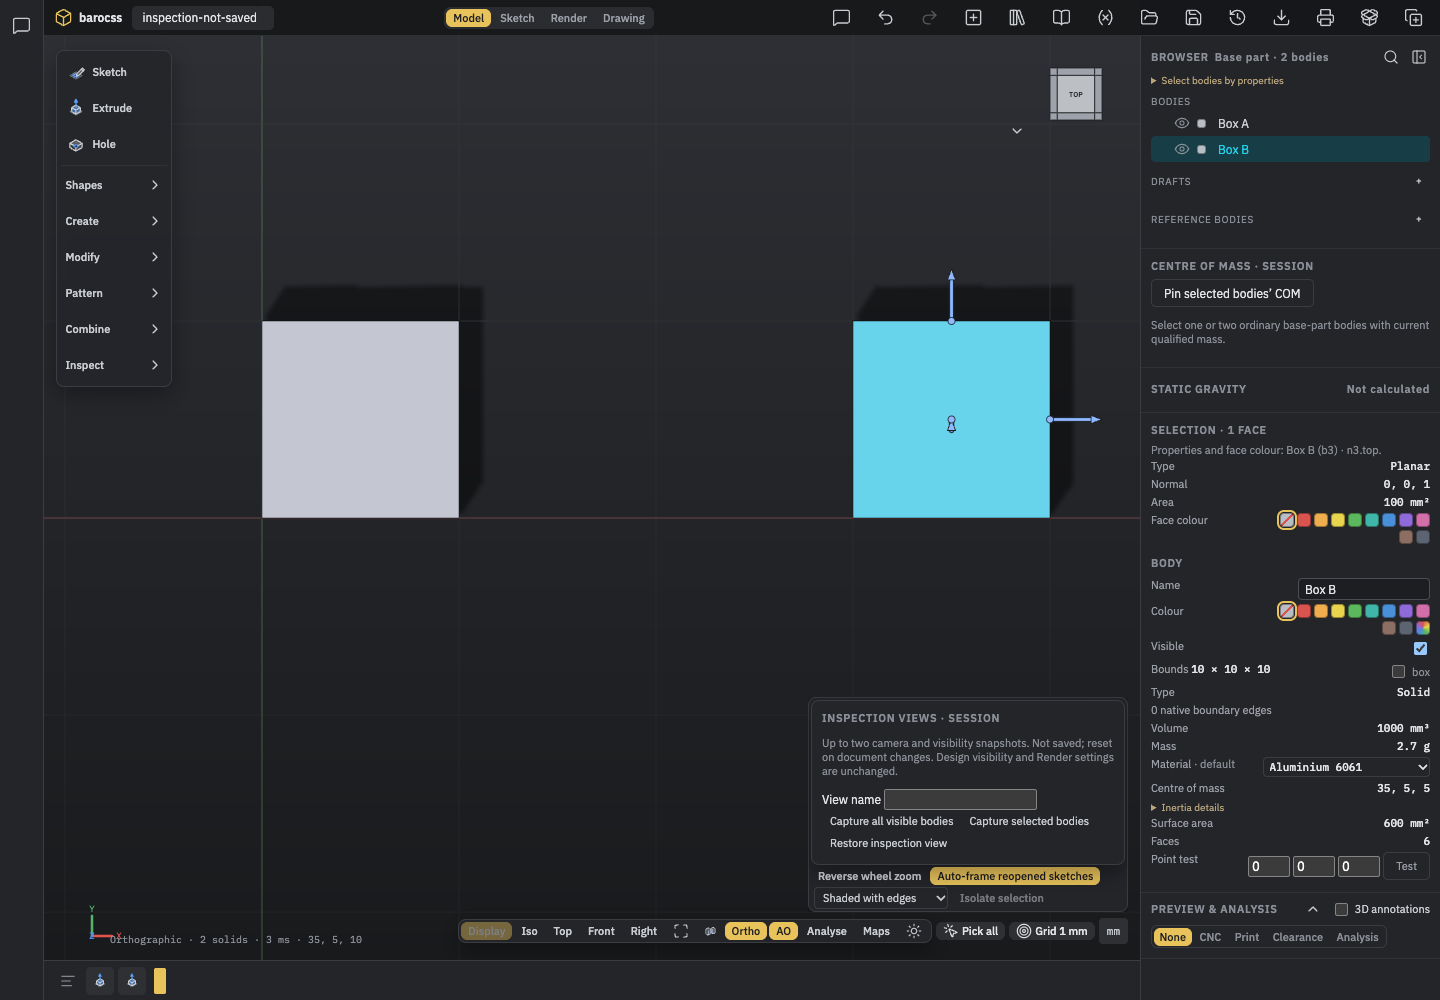 barocss
inspection-not-saved
Model Sketch Render Drawing
Sketch
Extrude
Hole
Shapes
Create
Modify
Pattern
Combine
Inspect
TOP
BROWSER Base part · 2 bodies
Select bodies by properties
BODIES
Box A
Box B
DRAFTS +
REFERENCE BODIES +
CENTRE OF MASS · SESSION
Pin selected bodies’ COM
Select one or two ordinary base-part bodies with current
qualified mass.
STATIC GRAVITY Not calculated
SELECTION · 1 FACE
Properties and face colour: Box B (b3) · n3.top.
Type Planar
Normal 0, 0, 1
Area 100 mm²
Face colour
BODY
Name Box B
Colour
Visible
Bounds 10 × 10 × 10 box
Type Solid
0 native boundary edges
Volume 1000 mm³
Mass 2.7 g
Material · default Aluminium 6061
Centre of mass 35, 5, 5
Inertia details
Surface area 600 mm²
Faces 6
Point test 0 0 0 Test
PREVIEW & ANALYSIS 3D annotations
None CNC Print Clearance Analysis
INSPECTION VIEWS · SESSION
Up to two camera and visibility snapshots. Not saved; reset
on document changes. Design visibility and Render settings
are unchanged.
View name
Capture all visible bodies Capture selected bodies
Restore inspection view
Reverse wheel zoom Auto-frame reopened sketches
Shaded with edges Isolate selection
Display Iso Top Front Right Ortho AO Analyse Maps Pick all Grid 1 mm mm
Y
Z X
Orthographic · 2 solids · 3 ms · 35, 5, 10